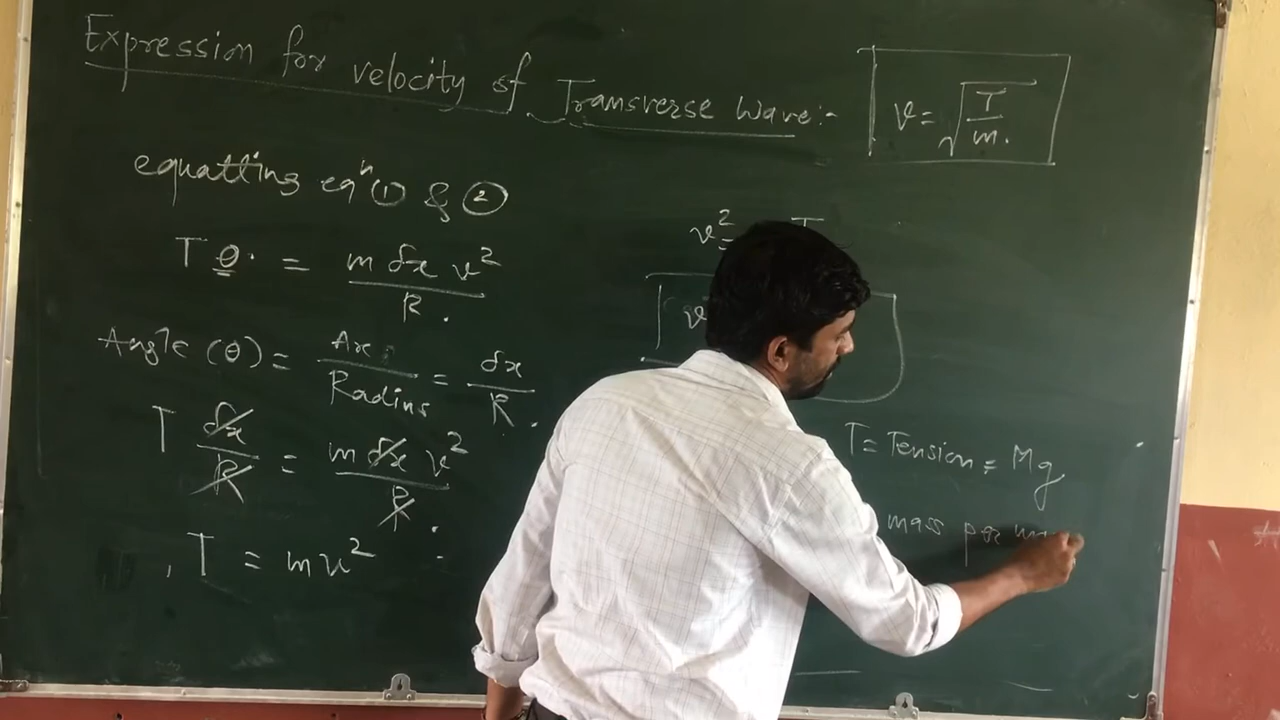 Expression for velocity of Transverse Wave:-
v = √(T/m).
equatting eqⁿ ① & ②
T θ. = m δx v² / R.
Angle (θ) = Arc / Radius = δx / R.
T δx / R = m δx v² / R.
, T = mv²
v² =
v
T = Tension = Mg
mass per